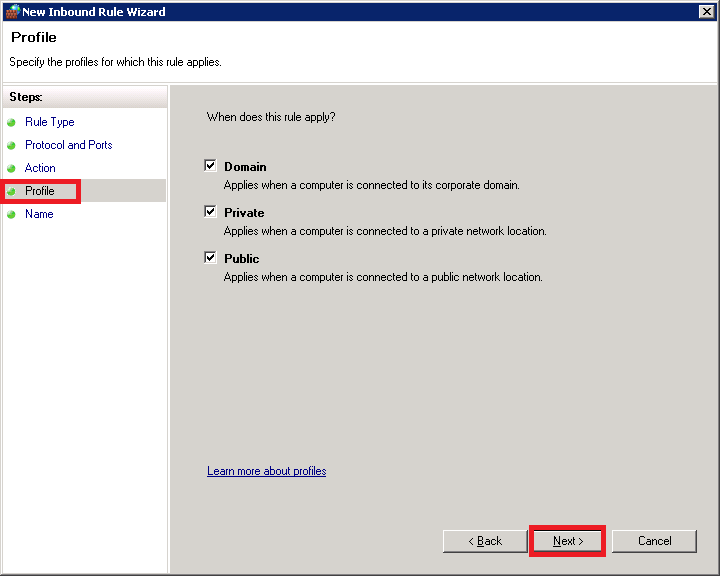 New Inbound Rule Wizard
Profile
Specify the profiles for which this rule applies.
Steps:
Rule Type
Protocol and Ports
Action
Profile
Name
When does this rule apply?
Domain
Applies when a computer is connected to its corporate domain.
Private
Applies when a computer is connected to a private network location.
Public
Applies when a computer is connected to a public network location.
Learn more about profiles
< Back
Next >
Cancel